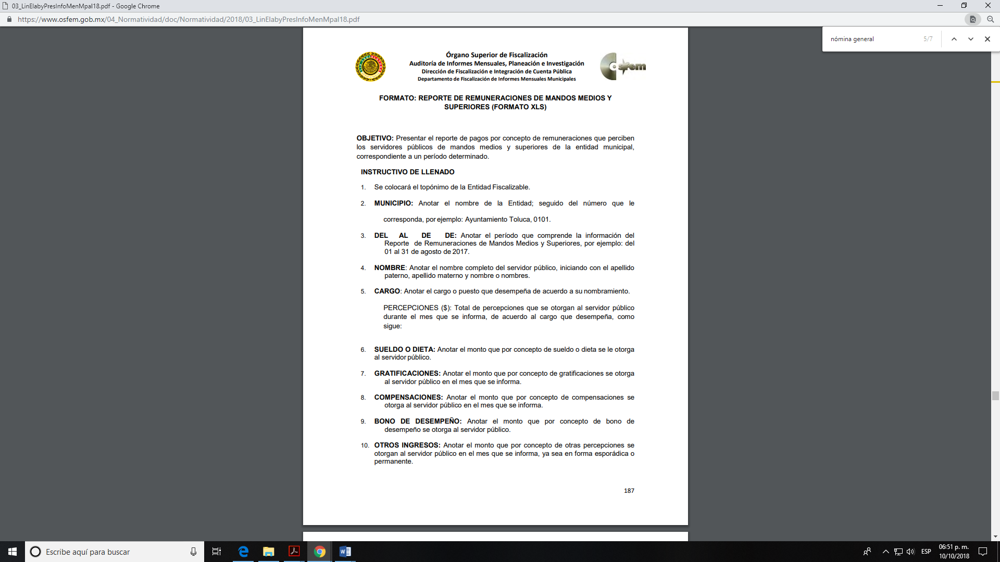 03_LinElabyPresInfoMenMpal18.pdf - Google Chrome
https://www.osfem.gob.mx/04_Normatividad/doc/Normatividad/2018/03_LinElabyPresInfoMenMpal18.pdf
nómina general 5/7
Órgano Superior de Fiscalización
Auditoría de Informes Mensuales, Planeación e Investigación
Dirección de Fiscalización e Integración de Cuenta Pública
Departamento de Fiscalización de Informes Mensuales Municipales
osfem
FORMATO: REPORTE DE REMUNERACIONES DE MANDOS MEDIOS Y
SUPERIORES (FORMATO XLS)
OBJETIVO: Presentar el reporte de pagos por concepto de remuneraciones que perciben
los servidores públicos de mandos medios y superiores de la entidad municipal,
correspondiente a un período determinado.
INSTRUCTIVO DE LLENADO
1. Se colocará el topónimo de la Entidad Fiscalizable.
2. MUNICIPIO: Anotar el nombre de la Entidad; seguido del número que le
corresponda, por ejemplo: Ayuntamiento Toluca, 0101.
3. DEL AL DE DE: Anotar el período que comprende la información del
Reporte de Remuneraciones de Mandos Medios y Superiores, por ejemplo: del
01 al 31 de agosto de 2017.
4. NOMBRE: Anotar el nombre completo del servidor público, iniciando con el apellido
paterno, apellido materno y nombre o nombres.
5. CARGO: Anotar el cargo o puesto que desempeña de acuerdo a su nombramiento.
PERCEPCIONES ($): Total de percepciones que se otorgan al servidor público
durante el mes que se informa, de acuerdo al cargo que desempeña, como
sigue:
6. SUELDO O DIETA: Anotar el monto que por concepto de sueldo o dieta se le otorga
al servidor público.
7. GRATIFICACIONES: Anotar el monto que por concepto de gratificaciones se otorga
al servidor público en el mes que se informa.
8. COMPENSACIONES: Anotar el monto que por concepto de compensaciones se
otorga al servidor público en el mes que se informa.
9. BONO DE DESEMPEÑO: Anotar el monto que por concepto de bono de
desempeño se otorga al servidor público.
10. OTROS INGRESOS: Anotar el monto que por concepto de otras percepciones se
otorgan al servidor público en el mes que se informa, ya sea en forma esporádica o
permanente.
187
Escribe aquí para buscar
ESP
06:51 p. m.
10/10/2018